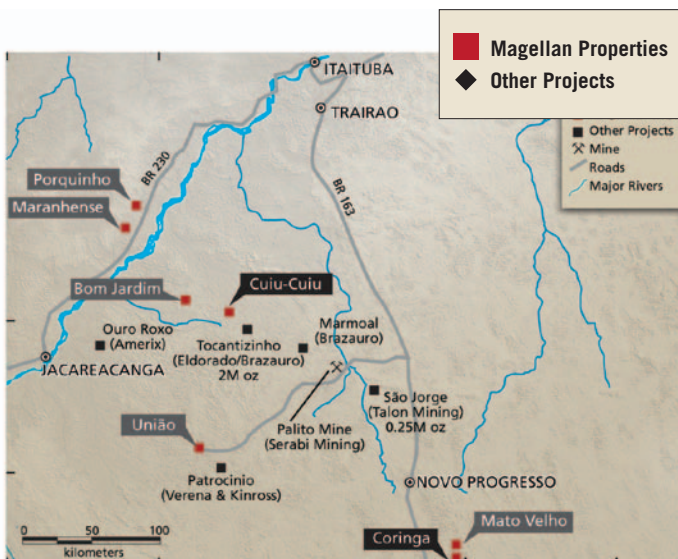 Magellan Properties
Other Projects
ITAITUBA
TRAIRAO
Other Projects
Mine
Roads
Major Rivers
BR 230
BR 163
Porquinho
Maranhense
Bom Jardim
Cuiu-Cuiu
Ouro Roxo
(Amerix)
Tocantizinho
(Eldorado/Brazauro)
2M oz
Marmoal
(Brazauro)
JACAREACANGA
São Jorge
(Talon Mining)
0.25M oz
Palito Mine
(Serabi Mining)
União
Patrocinio
(Verena & Kinross)
NOVO PROGRESSO
Mato Velho
Coringa
0 50 100
kilometers